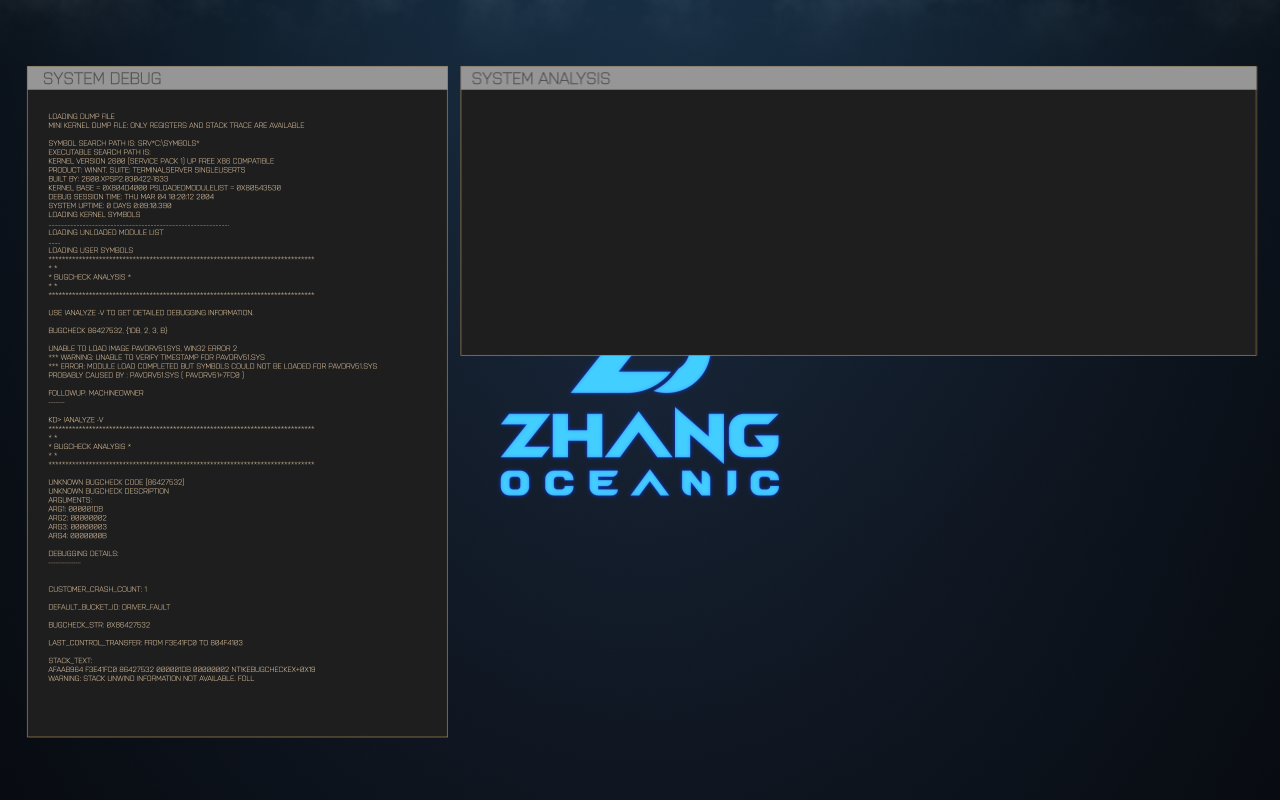 SYSTEM DEBUG
LOADING DUMP FILE
MINI KERNEL DUMP FILE: ONLY REGISTERS AND STACK TRACE ARE AVAILABLE
SYMBOL SEARCH PATH IS: SRV*C:\SYMBOLS*
EXECUTABLE SEARCH PATH IS:
KERNEL VERSION 2600 (SERVICE PACK 1) UP FREE X86 COMPATIBLE
PRODUCT: WINNT, SUITE: TERMINALSERVER SINGLEUSERTS
BUILT BY: 2600.XPSP2.030422-1633
KERNEL BASE = 0X804D4000 PSLOADEDMODULELIST = 0X80543530
DEBUG SESSION TIME: THU MAR 04 10:20:12 2004
SYSTEM UPTIME: 0 DAYS 0:09:10.390
LOADING KERNEL SYMBOLS
LOADING UNLOADED MODULE LIST
LOADING USER SYMBOLS
*******************************************************************************
* *
* BUGCHECK ANALYSIS *
* *
*******************************************************************************
USE !ANALYZE -V TO GET DETAILED DEBUGGING INFORMATION.
BUGCHECK 86427532, {1DB, 2, 3, B}
UNABLE TO LOAD IMAGE PAVDRV51.SYS, WIN32 ERROR 2
*** WARNING: UNABLE TO VERIFY TIMESTAMP FOR PAVDRV51.SYS
*** ERROR: MODULE LOAD COMPLETED BUT SYMBOLS COULD NOT BE LOADED FOR PAVDRV51.SYS
PROBABLY CAUSED BY : PAVDRV51.SYS ( PAVDRV51+7FC0 )
FOLLOWUP: MACHINEOWNER
KD> !ANALYZE -V
*******************************************************************************
* *
* BUGCHECK ANALYSIS *
* *
*******************************************************************************
UNKNOWN BUGCHECK CODE (86427532)
UNKNOWN BUGCHECK DESCRIPTION
ARGUMENTS:
ARG1: 000001DB
ARG2: 00000002
ARG3: 00000003
ARG4: 0000000B
DEBUGGING DETAILS:
CUSTOMER_CRASH_COUNT: 1
DEFAULT_BUCKET_ID: DRIVER_FAULT
BUGCHECK_STR: 0X86427532
LAST_CONTROL_TRANSFER: FROM F3E41FC0 TO 804F4103
STACK_TEXT:
AFAAB964 F3E41FC0 86427532 000001DB 00000002 NT!KEBUGCHECKEX+0X19
WARNING: STACK UNWIND INFORMATION NOT AVAILABLE. FOLL
SYSTEM ANALYSIS
ZHANG
OCEANIC